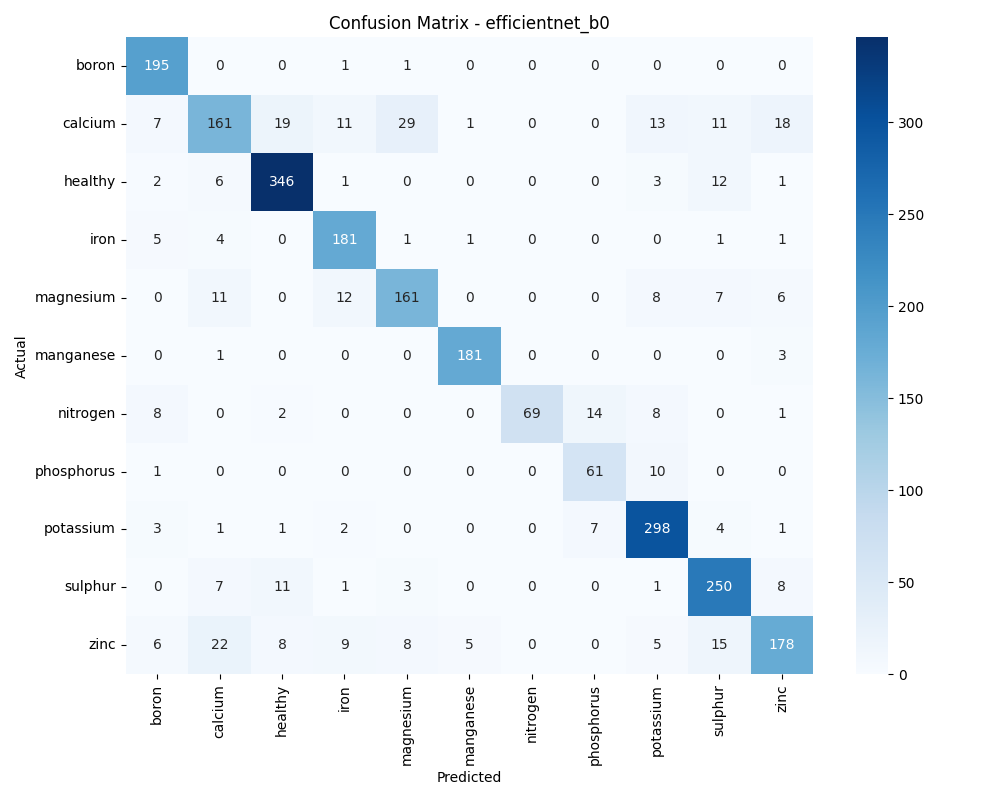 Confusion Matrix - efficientnet_b0
boron 195 0 0 1 1 0 0 0 0 0 0
calcium 7 161 19 11 29 1 0 0 13 11 18
healthy 2 6 346 1 0 0 0 0 3 12 1
iron 5 4 0 181 1 1 0 0 0 1 1
magnesium 0 11 0 12 161 0 0 0 8 7 6
manganese 0 1 0 0 0 181 0 0 0 0 3
nitrogen 8 0 2 0 0 0 69 14 8 0 1
phosphorus 1 0 0 0 0 0 0 61 10 0 0
potassium 3 1 1 2 0 0 0 7 298 4 1
sulphur 0 7 11 1 3 0 0 0 1 250 8
zinc 6 22 8 9 8 5 0 0 5 15 178
boron calcium healthy iron magnesium manganese nitrogen phosphorus potassium sulphur zinc
Predicted
Actual
300
250
200
150
100
50
0